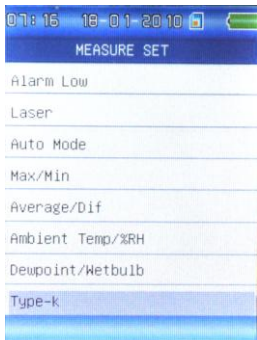 07:16 18-01-2010
MEASURE SET
Alarm Low
Laser
Auto Mode
Max/Min
Average/Dif
Ambient Temp/%RH
Dewpoint/Wetbulb
Type-k